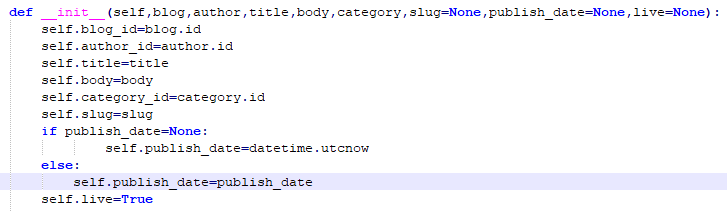 def __init__(self,blog,author,title,body,category,slug=None,publish_date=None,live=None):
self.blog_id=blog.id
self.author_id=author.id
self.title=title
self.body=body
self.category_id=category.id
self.slug=slug
if publish_date=None:
self.publish_date=datetime.utcnow
else:
self.publish_date=publish_date
self.live=True